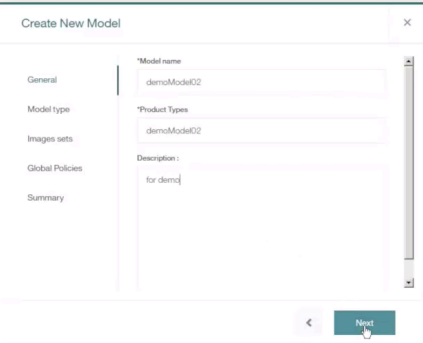 Create New Model
General
Model type
Images sets
Global Policies
Summary
*Model name
demoModel02
*Product Types
demoModel02
Description :
for demo
Next